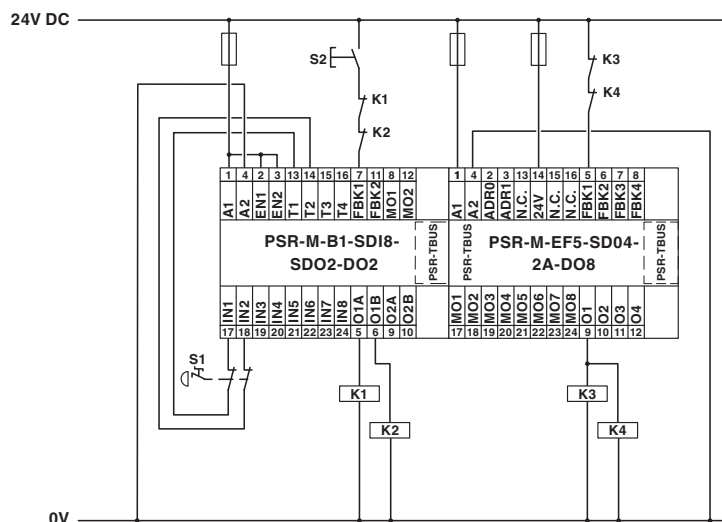 24V DC
S2
K1
K2
K3
K4
1 4 2 3 13 14 15 16 7 11 8 12
A1 A2 EN1 EN2 T1 T2 T3 T4 FBK1 FBK2 MO1 MO2
1 4 2 3 13 14 15 16 5 6 7 8
A1 A2 ADR0 ADR1 N.C. 24V N.C. N.C. FBK1 FBK2 FBK3 FBK4
PSR-M-B1-SDI8-
SDO2-DO2
PSR-TBUS
PSR-TBUS
PSR-M-EF5-SD04-
2A-DO8
PSR-TBUS
IN1 IN2 IN3 IN4 IN5 IN6 IN7 IN8 O1A O1B O2A O2B
17 18 19 20 21 22 23 24 5 6 9 10
MO1 MO2 MO3 MO4 MO5 MO6 MO7 MO8 O1 O2 O3 O4
17 18 19 20 21 22 23 24 9 10 11 12
S1
K1
K2
K3
K4
0V